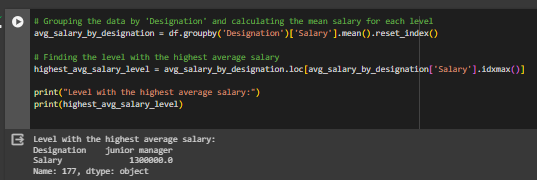 # Grouping the data by 'Designation' and calculating the mean salary for each level
avg_salary_by_designation = df.groupby('Designation')['Salary'].mean().reset_index()
# Finding the level with the highest average salary
highest_avg_salary_level = avg_salary_by_designation.loc[avg_salary_by_designation['Salary'].idxmax()]
print("Level with the highest average salary:")
print(highest_avg_salary_level)
Level with the highest average salary:
Designation    junior manager
Salary              1300000.0
Name: 177, dtype: object